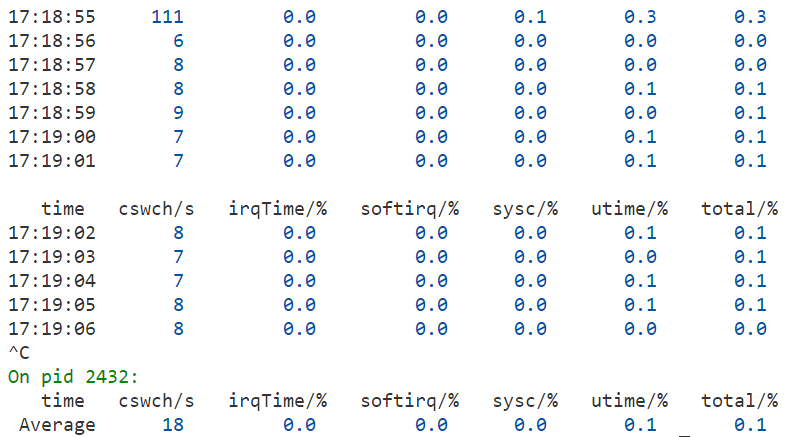 17:18:55 111 0.0 0.0 0.1 0.3 0.3
17:18:56 6 0.0 0.0 0.0 0.0 0.0
17:18:57 8 0.0 0.0 0.0 0.0 0.0
17:18:58 8 0.0 0.0 0.0 0.1 0.1
17:18:59 9 0.0 0.0 0.0 0.0 0.1
17:19:00 7 0.0 0.0 0.0 0.1 0.1
17:19:01 7 0.0 0.0 0.0 0.1 0.1
time cswch/s irqTime/% softirq/% sysc/% utime/% total/%
17:19:02 8 0.0 0.0 0.0 0.1 0.1
17:19:03 7 0.0 0.0 0.0 0.0 0.1
17:19:04 7 0.0 0.0 0.0 0.1 0.1
17:19:05 8 0.0 0.0 0.0 0.1 0.1
17:19:06 8 0.0 0.0 0.0 0.0 0.0
^C
On pid 2432:
time cswch/s irqTime/% softirq/% sysc/% utime/% total/%
Average 18 0.0 0.0 0.0 0.1 _ 0.1